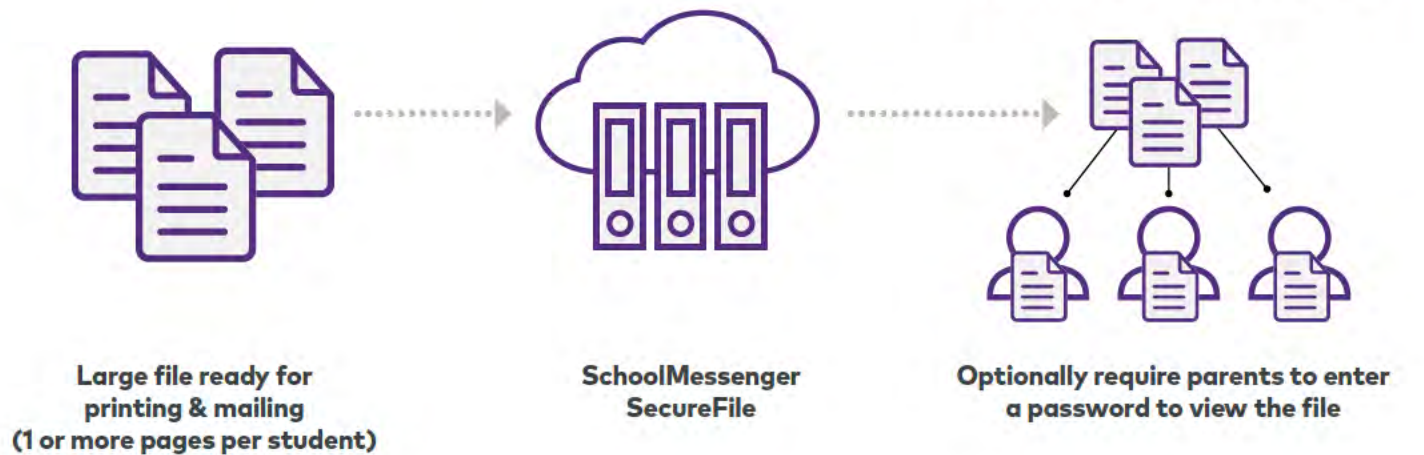 Large file ready for
printing & mailing
(1 or more pages per student)
SchoolMessenger
SecureFile
Optionally require parents to enter
a password to view the file